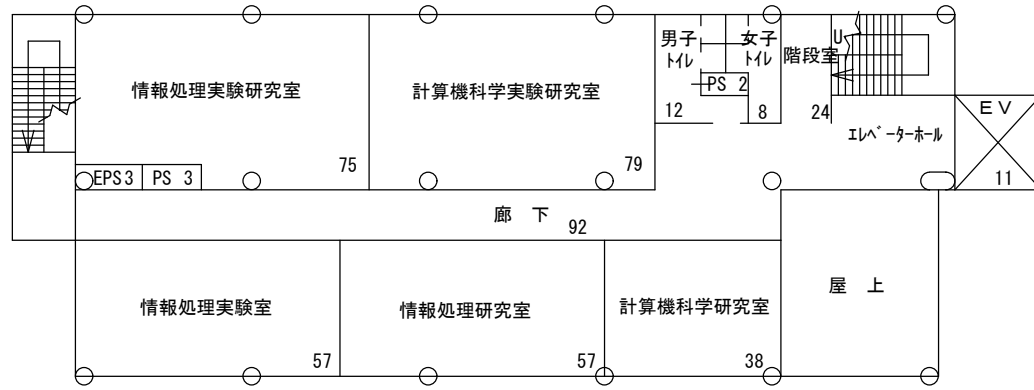 男子
トイレ
女子
トイレ
U
階段室
情報処理実験研究室
計算機科学実験研究室
PS 2
12
8
24
EV
エレベーターホール
75
79
11
EPS3
PS 3
廊 下
92
屋 上
情報処理実験室
情報処理研究室
計算機科学研究室
57
57
38